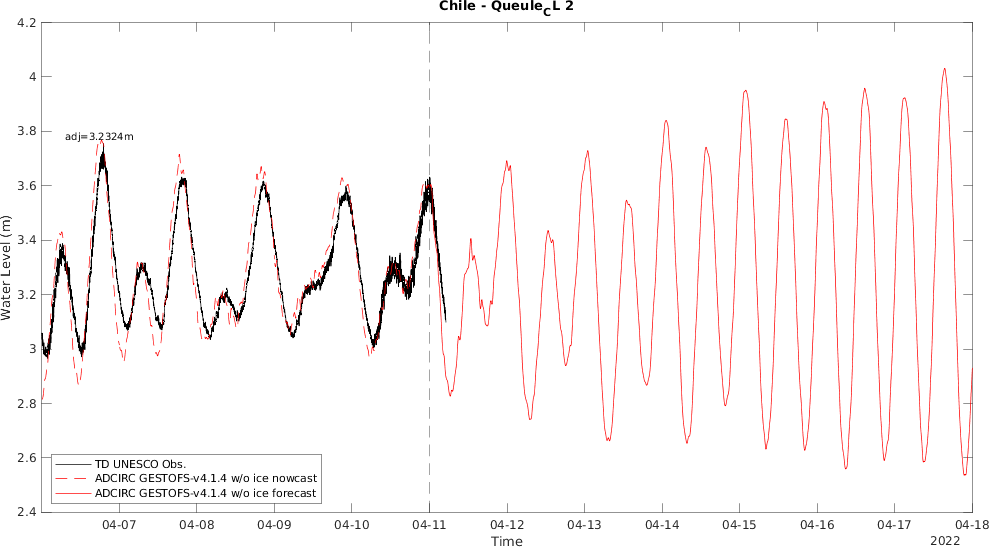 Chile - Queule_CL 2
4.2
4
3.8
3.6
3.4
3.2
3
2.8
2.6
2.4
Water Level (m)
adj=3.2324m
TD UNESCO Obs.
ADCIRC GESTOFS-v4.1.4 w/o ice nowcast
ADCIRC GESTOFS-v4.1.4 w/o ice forecast
04-07 04-08 04-09 04-10 04-11 04-12 04-13 04-14 04-15 04-16 04-17 04-18
Time
2022